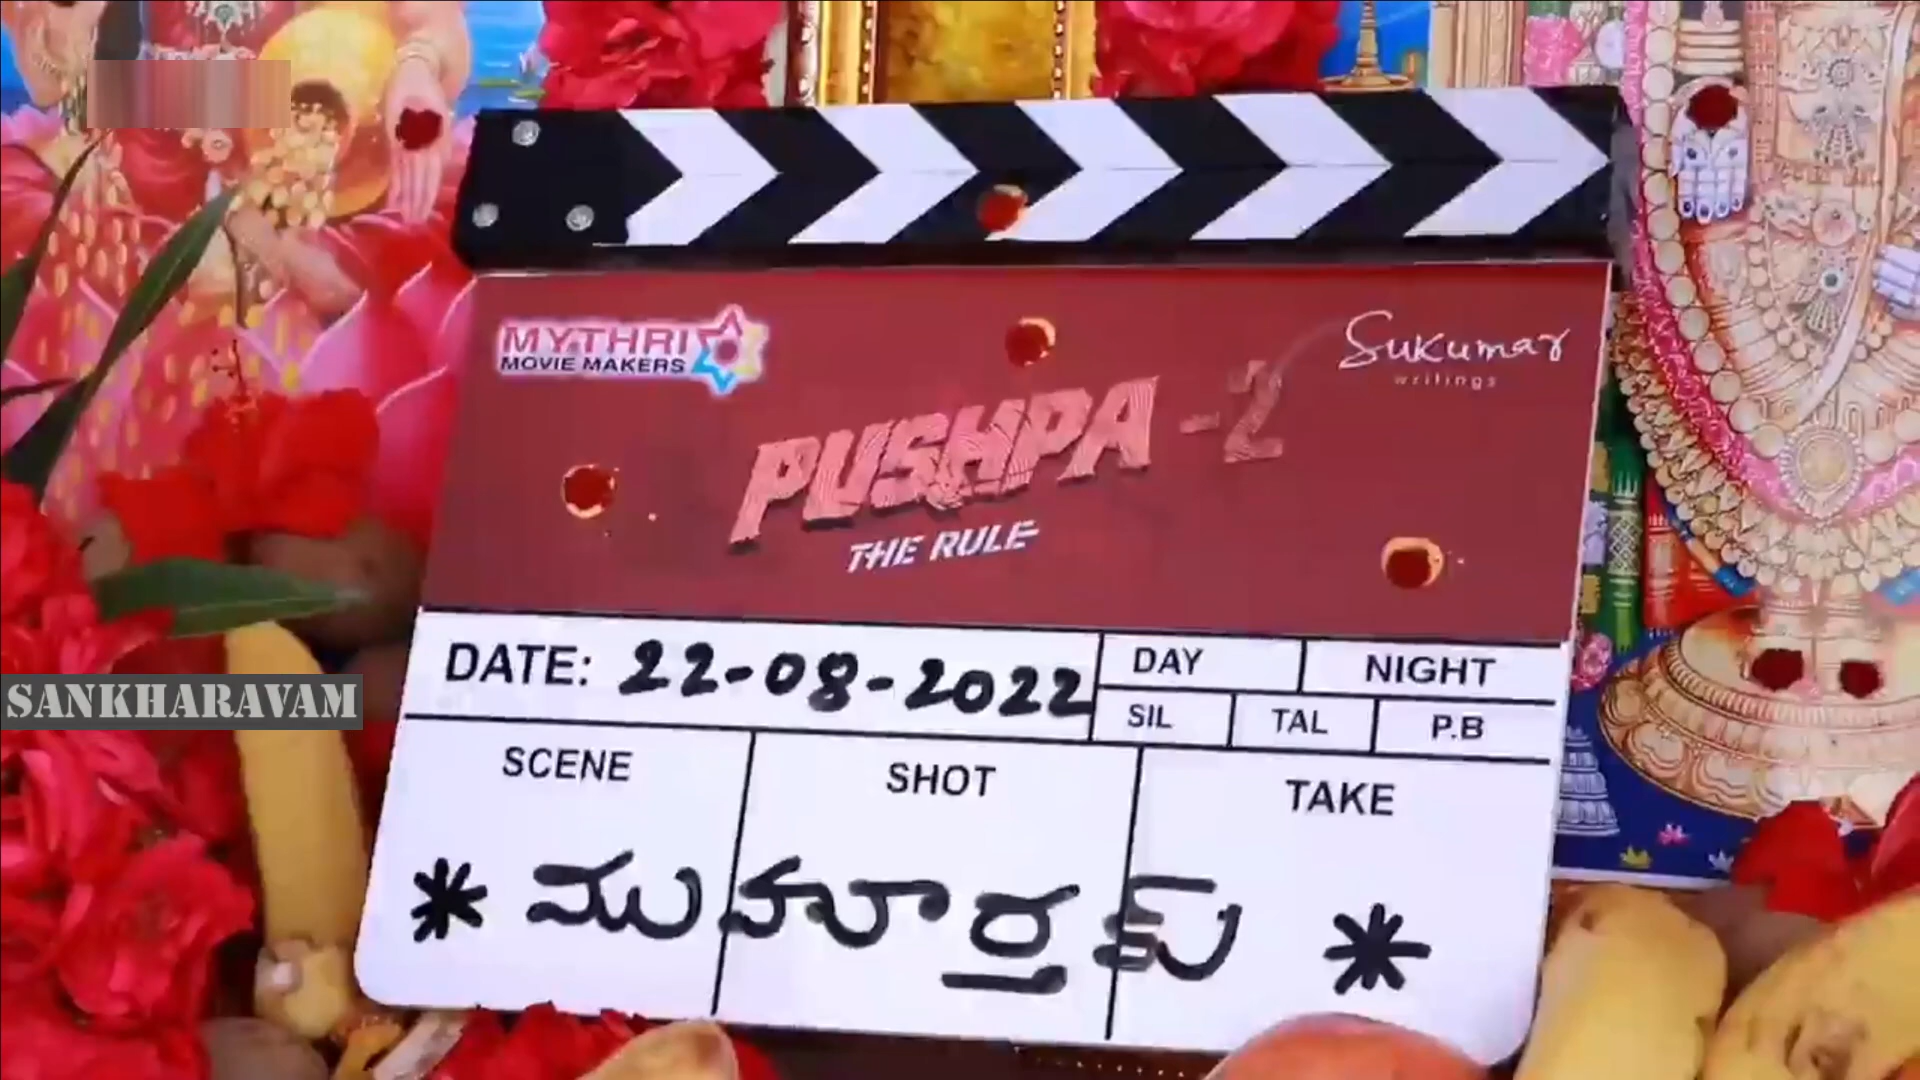 MYTHRI
MOVIE MAKERS
Sukumar
writings
PUSHPA -2
THE RULE
DATE: 22-08-2022
DAY
NIGHT
SIL
TAL
P.B
SANKHARAVAM
SCENE
SHOT
TAKE
* ముహూర్తమ్ *